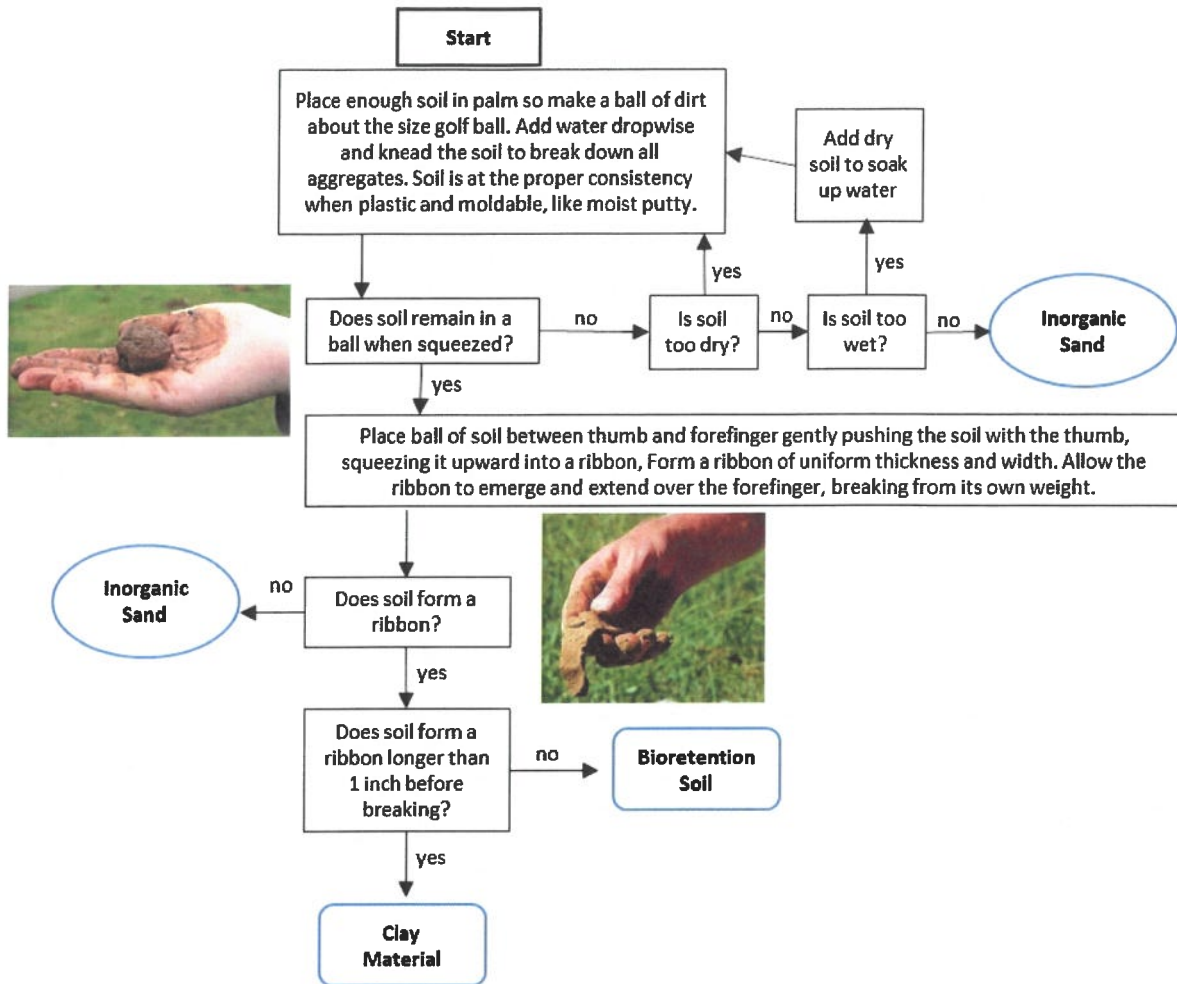 Start
Place enough soil in palm so make a ball of dirt
about the size golf ball. Add water dropwise
and knead the soil to break down all
aggregates. Soil is at the proper consistency
when plastic and moldable, like moist putty.
Add dry
soil to soak
up water
yes
yes
Does soil remain in a
ball when squeezed?
no
Is soil
too dry?
no
Is soil too
wet?
no
Inorganic
Sand
yes
Place ball of soil between thumb and forefinger gently pushing the soil with the thumb,
squeezing it upward into a ribbon, Form a ribbon of uniform thickness and width. Allow the
ribbon to emerge and extend over the forefinger, breaking from its own weight.
Inorganic
Sand
no
Does soil form a
ribbon?
yes
Does soil form a
ribbon longer than
1 inch before
breaking?
no
Bioretention
Soil
yes
Clay
Material